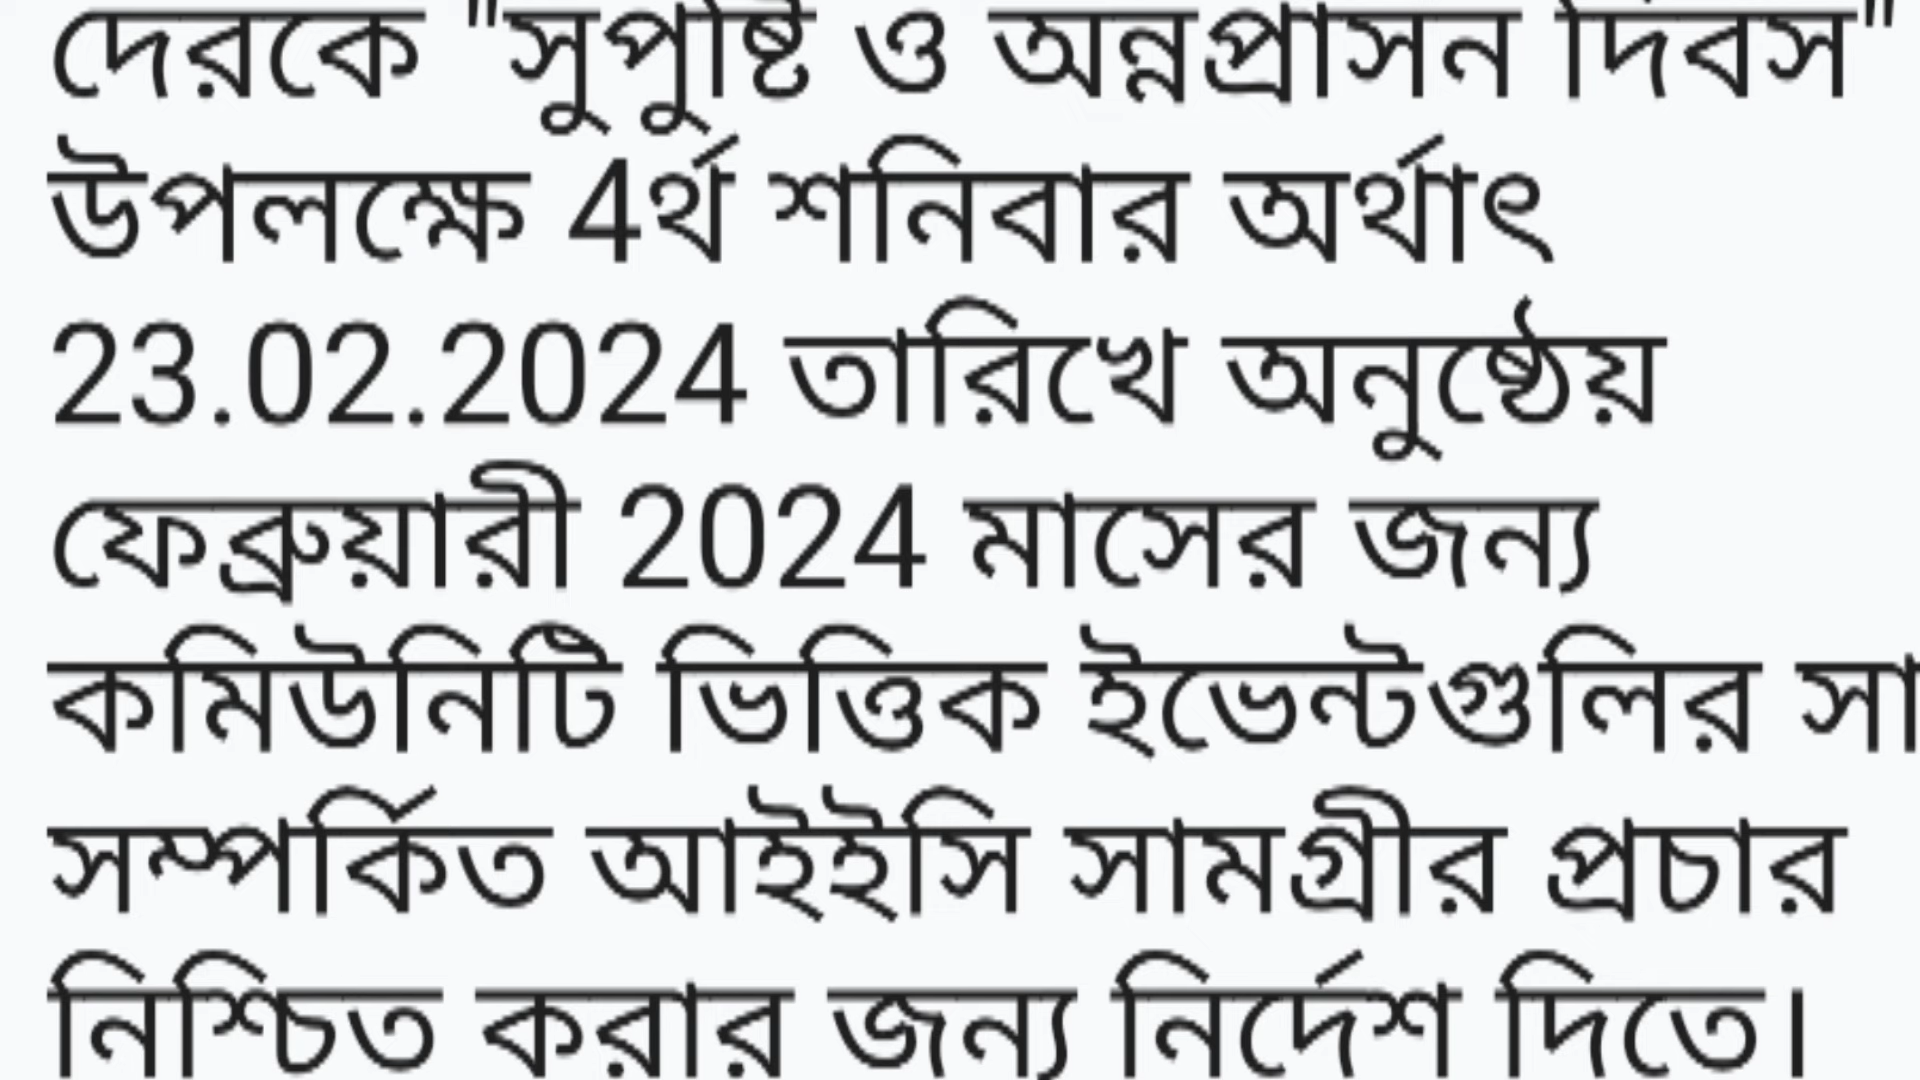 দেরকে "সুপুষ্টি ও অন্নপ্রাসন দিবস"
উপলক্ষে 4র্থ শনিবার অর্থাৎ
23.02.2024 তারিখে অনুষ্ঠেয়
ফেব্রুয়ারী 2024 মাসের জন্য
কমিউনিটি ভিত্তিক ইভেন্টগুলির
সম্পর্কিত আইইসি সামগ্রীর প্রচার
নিশ্চিত করার জন্য নির্দেশ দিতে।